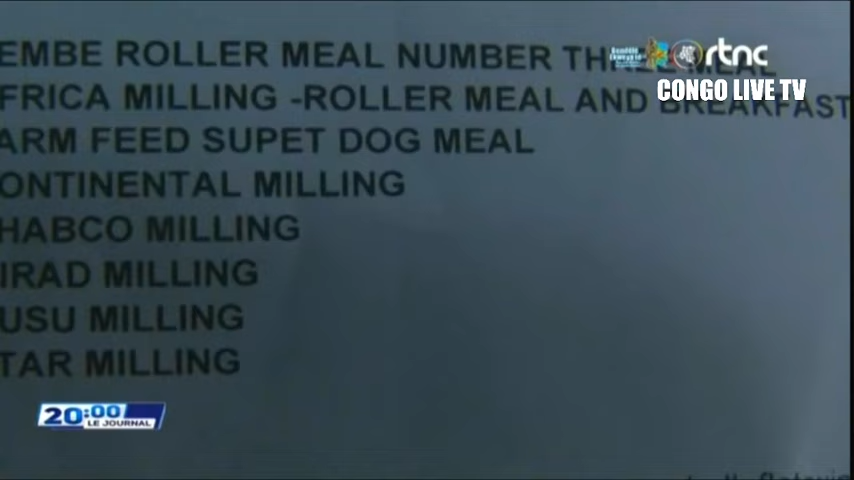 EMBE ROLLER MEAL NUMBER THREE MEAL
FRICA MILLING -ROLLER MEAL AND BREAKFAST
ARM FEED SUPET DOG MEAL
ONTINENTAL MILLING
HABCO MILLING
IRAD MILLING
USU MILLING
TAR MILLING
rtnc
CONGO LIVE TV
20:00
LE JOURNAL